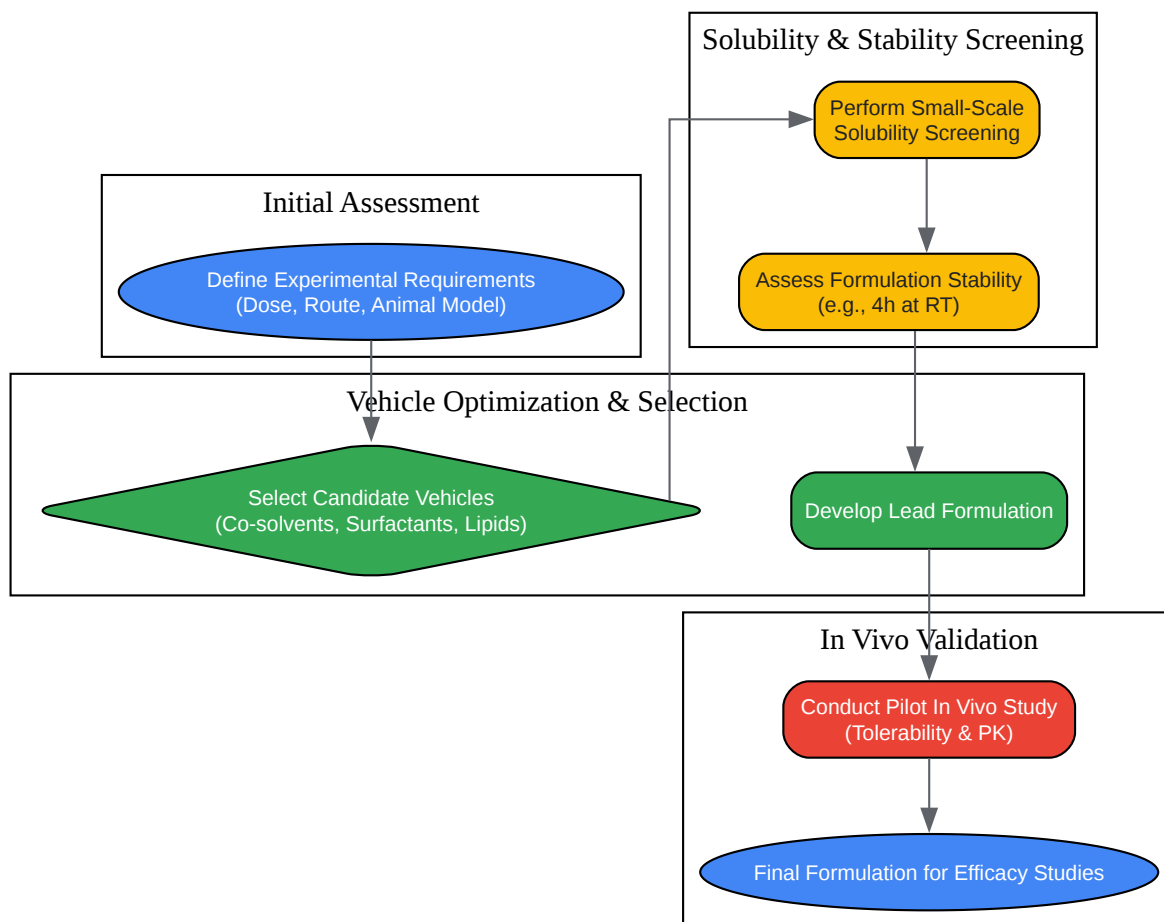 Solubility & Stability Screening
Perform Small-Scale
Solubility Screening
Initial Assessment
Define Experimental Requirements
(Dose, Route, Animal Model)
Assess Formulation Stability
(e.g., 4h at RT)
Vehicle Optimization & Selection
Select Candidate Vehicles
(Co-solvents, Surfactants, Lipids)
Develop Lead Formulation
In Vivo Validation
Conduct Pilot In Vivo Study
(Tolerability & PK)
Final Formulation for Efficacy Studies